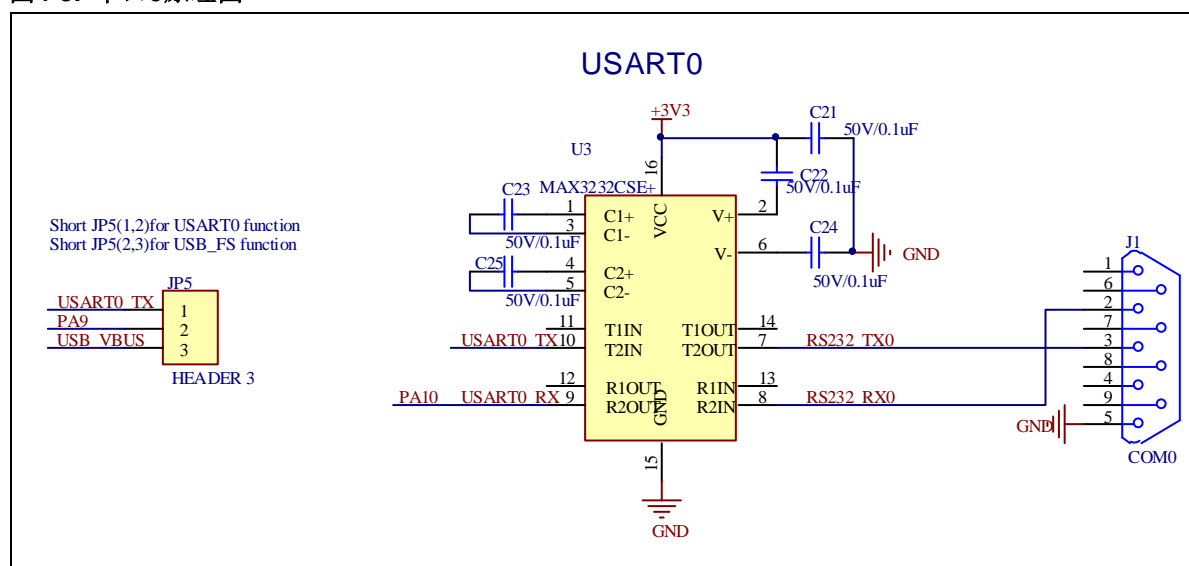 USART0
+3V3
C21
50V/0.1uF
U3
16
C22
50V/0.1uF
MAX3232CSE+
C23
1
C1+
VCC
V+
2
3
C1-
50V/0.1uF
Short JP5(1,2)for USART0 function
Short JP5(2,3)for USB_FS function
V-
6
C24
GND
50V/0.1uF
C25
4
C2+
5
C2-
50V/0.1uF
JP5
USART0_TX
1
PA9
2
USB_VBUS
3
HEADER 3
11
T1IN
T1OUT
14
USART0_TX
10
T2IN
T2OUT
7
RS232_TX0
12
R1OUT
R1IN
13
PA10
USART0_RX
9
R2OUT
GND
R2IN
8
RS232_RX0
15
GND
J1
1
6
2
7
3
8
4
9
GND
5
COM0